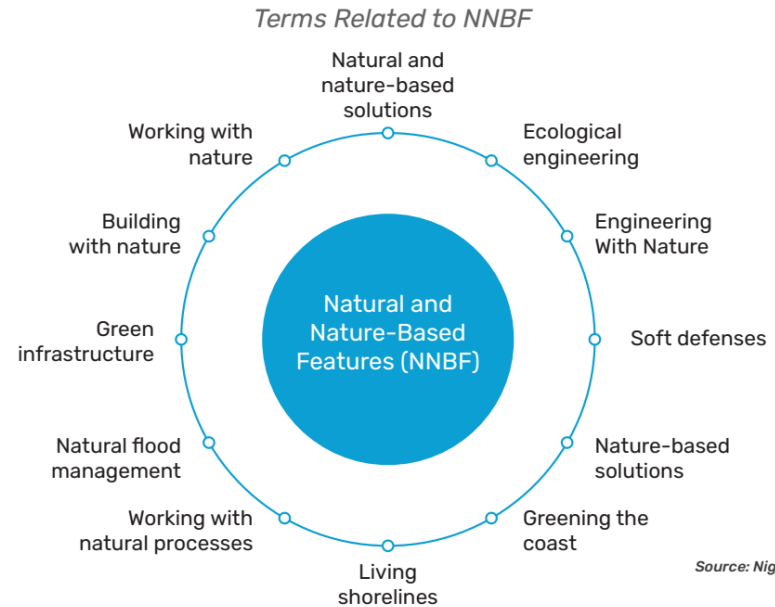 Terms Related to NNBF
Natural and
nature-based
solutions
Ecological
engineering
Engineering
With Nature
Soft defenses
Nature-based
solutions
Greening the
coast
Living
shorelines
Working with
natural processes
Natural flood
management
Green
infrastructure
Building
with nature
Working with
nature
Natural and
Nature-Based
Features (NNBF)
Source: